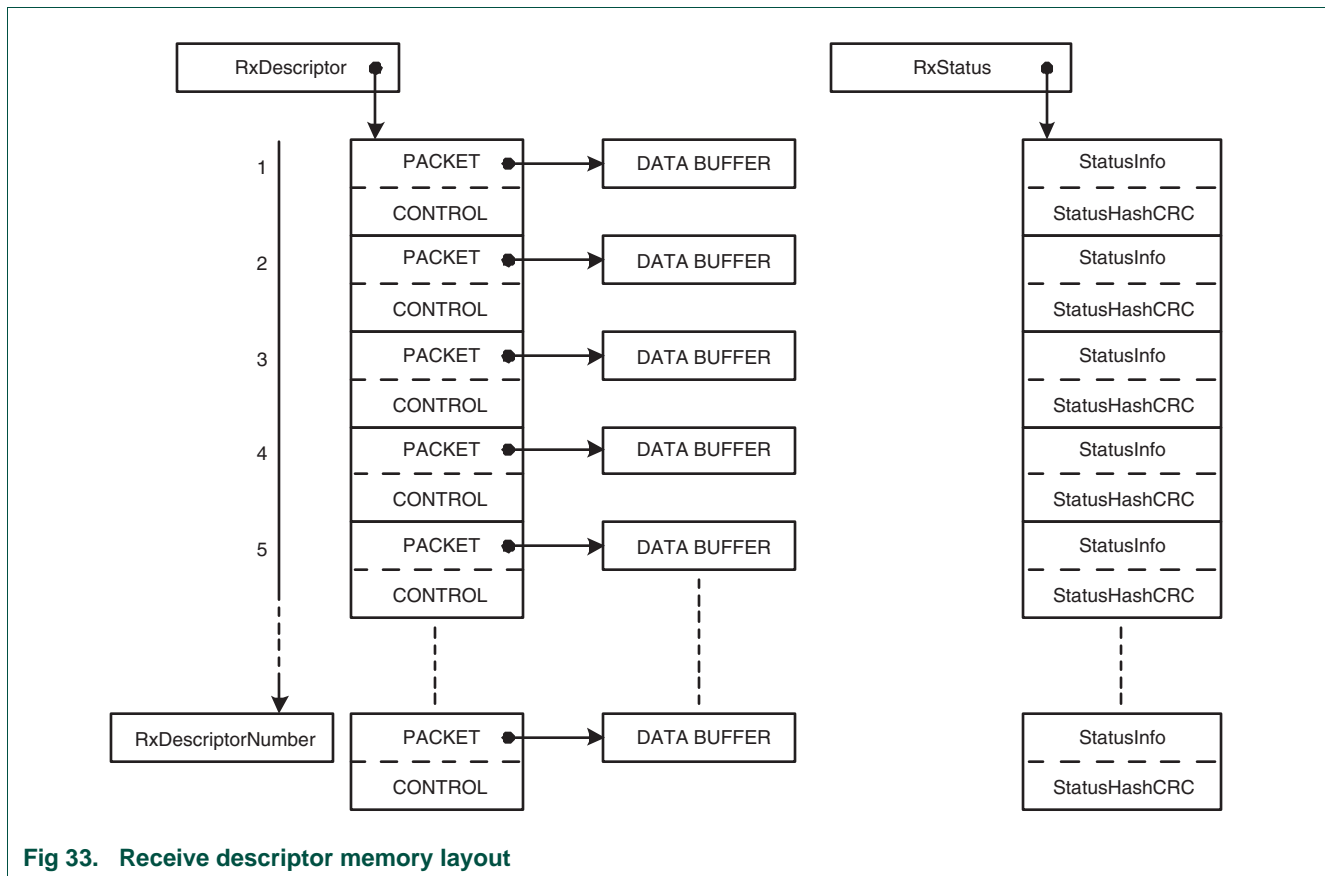 RxDescriptor
RxStatus
1
PACKET
DATA BUFFER
StatusInfo
CONTROL
StatusHashCRC
2
PACKET
DATA BUFFER
StatusInfo
CONTROL
StatusHashCRC
3
PACKET
DATA BUFFER
StatusInfo
CONTROL
StatusHashCRC
4
PACKET
DATA BUFFER
StatusInfo
CONTROL
StatusHashCRC
5
PACKET
DATA BUFFER
StatusInfo
CONTROL
StatusHashCRC
RxDescriptorNumber
PACKET
DATA BUFFER
StatusInfo
CONTROL
StatusHashCRC
Fig 33. Receive descriptor memory layout